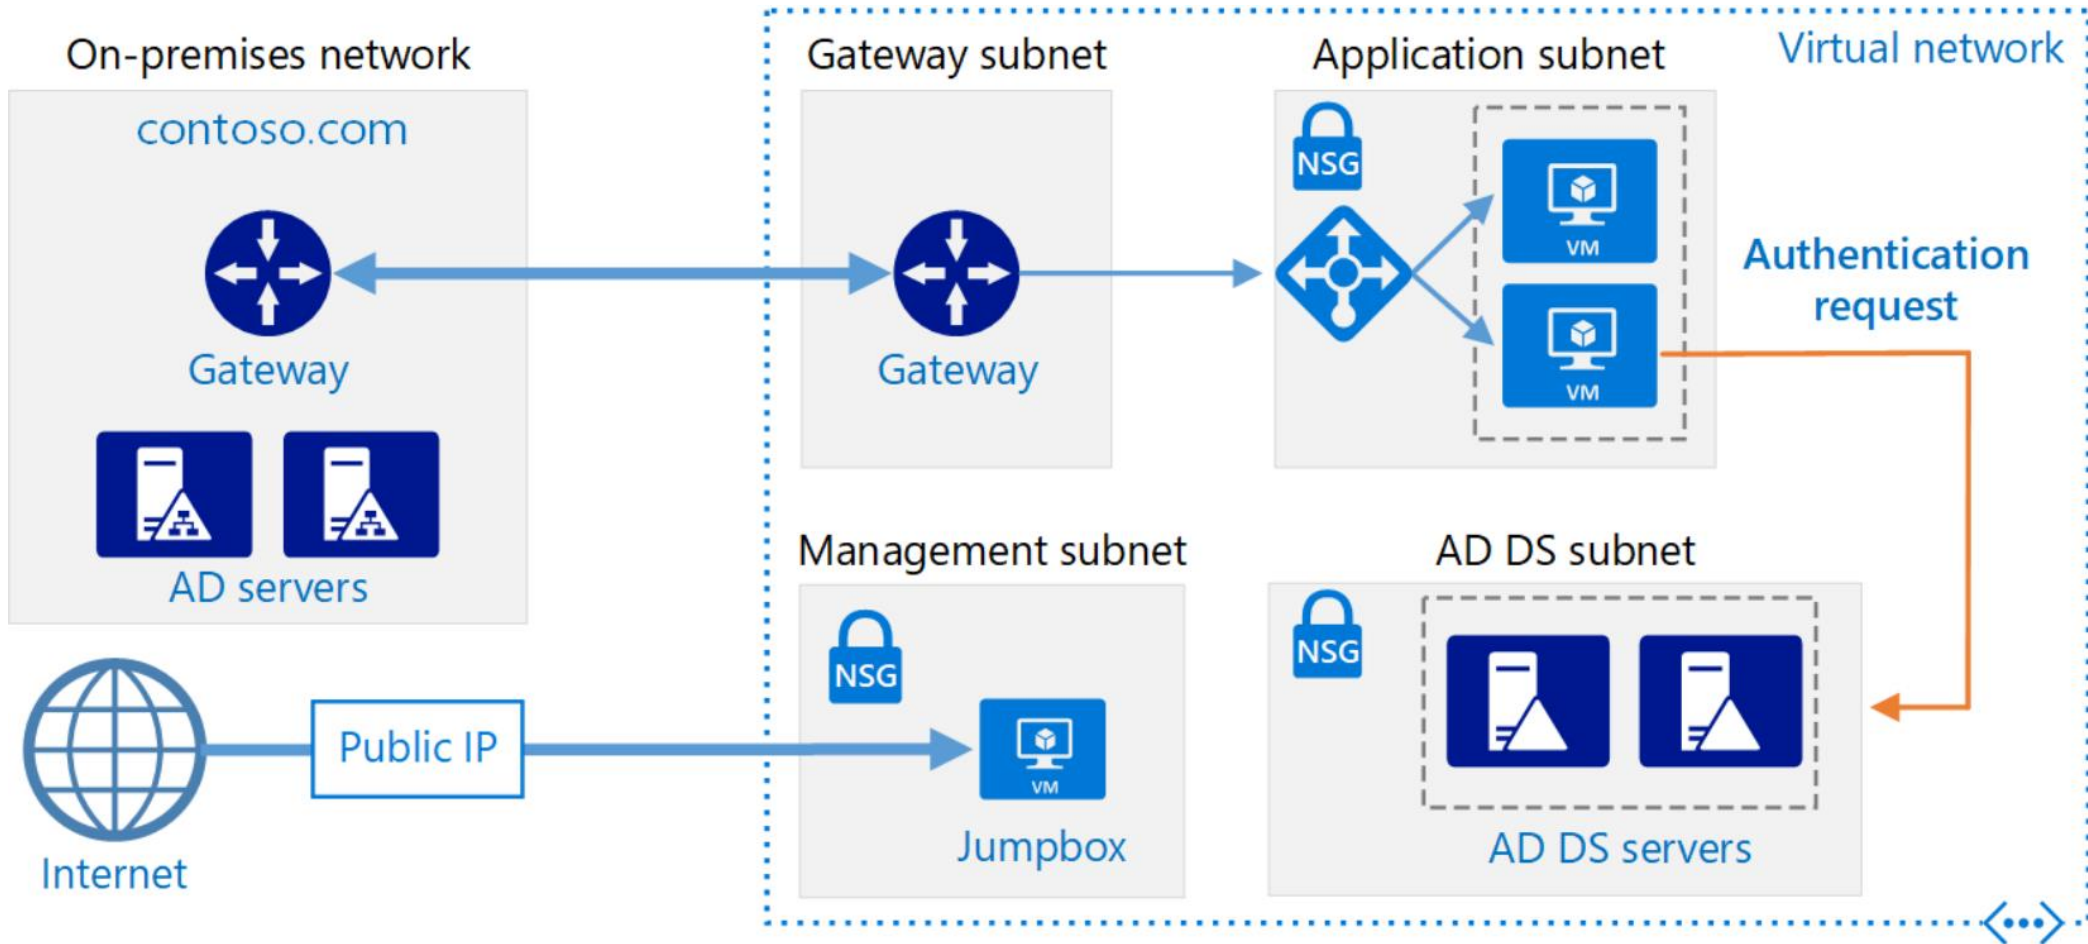 On-premises network
contoso.com
Gateway
AD servers
Internet
Public IP
Virtual network
Gateway subnet
Gateway
Application subnet
NSG
VM
VM
Authentication
request
Management subnet
NSG
VM
Jumpbox
AD DS subnet
NSG
AD DS servers